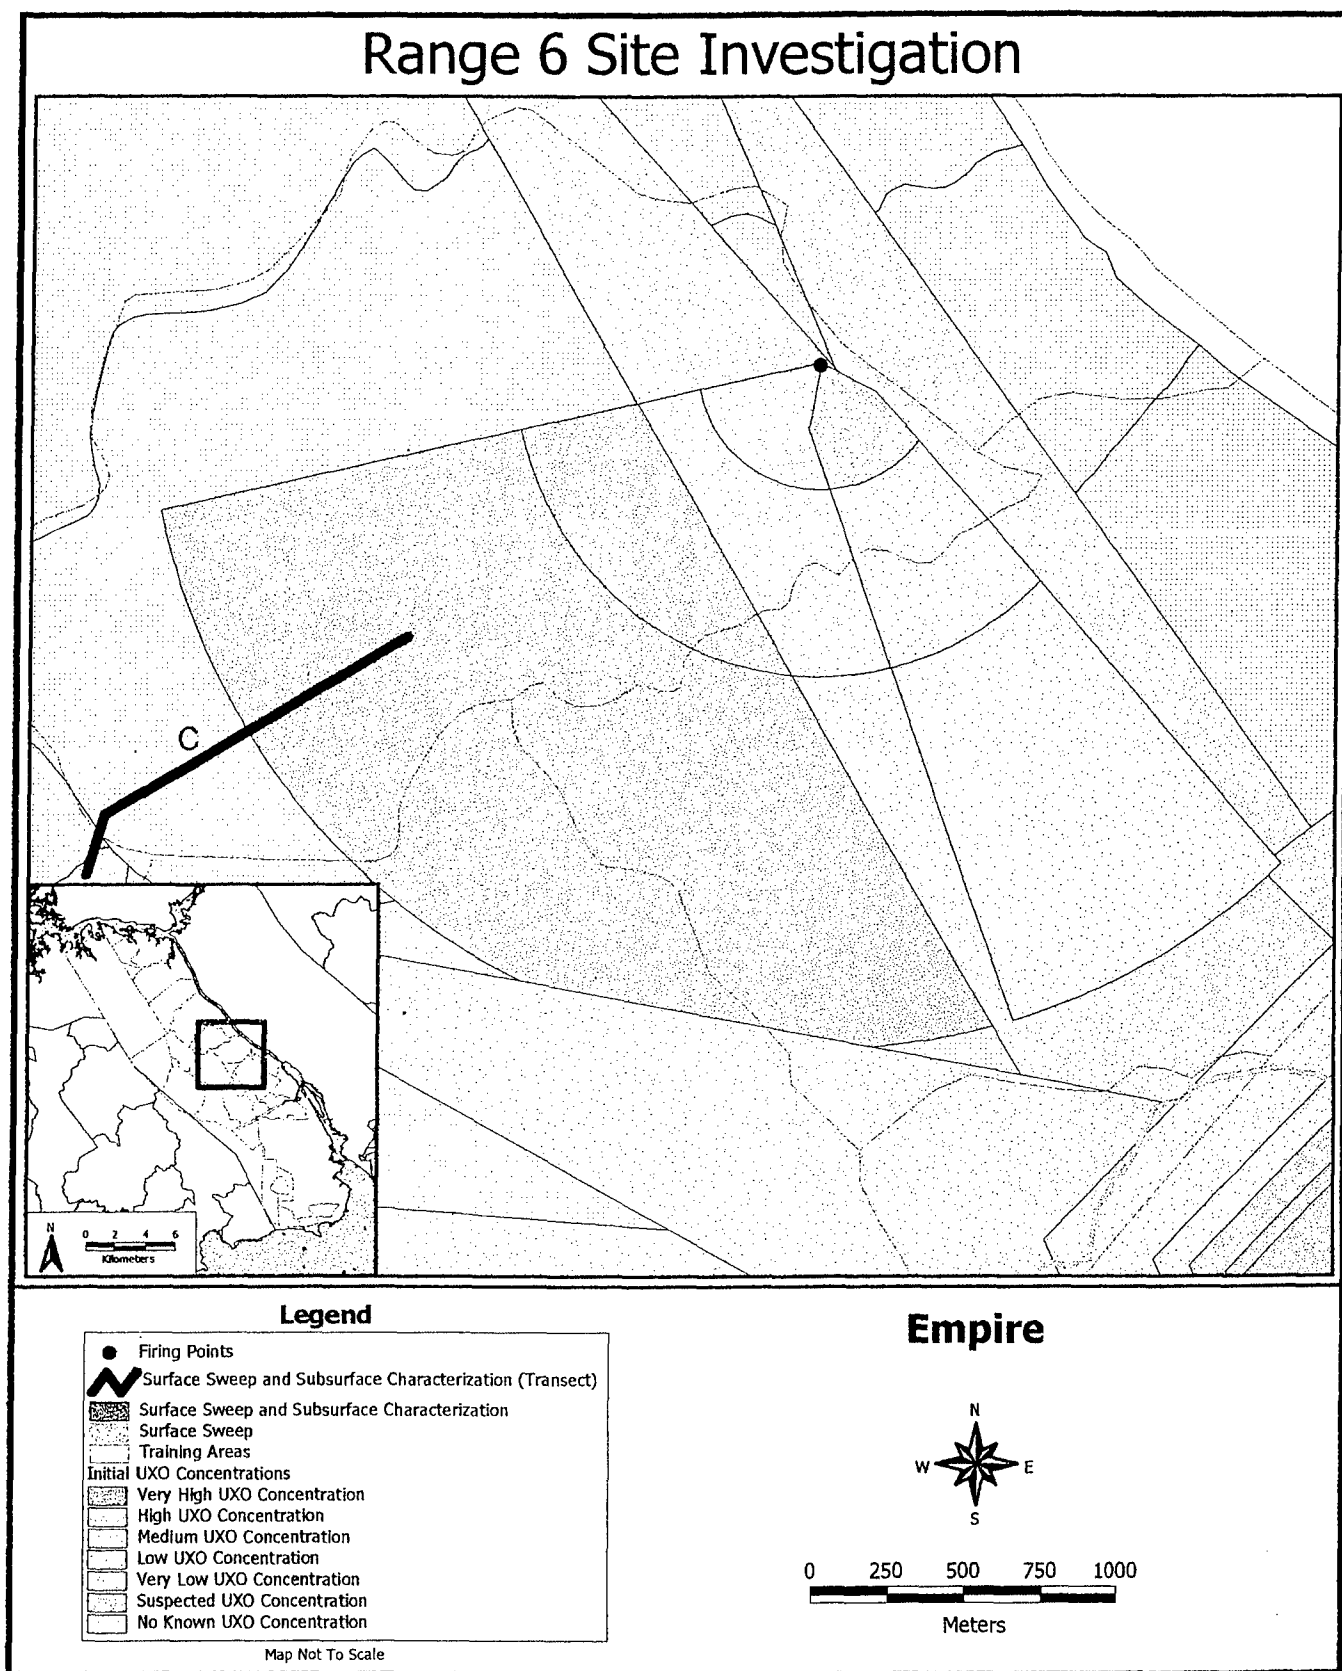 Range 6 Site Investigation
C
N
0 2 4 6
Kilometers
Legend
Firing Points
Surface Sweep and Subsurface Characterization (Transect)
Surface Sweep and Subsurface Characterization
Surface Sweep
Training Areas
Initial UXO Concentrations
Very High UXO Concentration
High UXO Concentration
Medium UXO Concentration
Low UXO Concentration
Very Low UXO Concentration
Suspected UXO Concentration
No Known UXO Concentration
Map Not To Scale
Empire
N
W E
S
0 250 500 750 1000
Meters